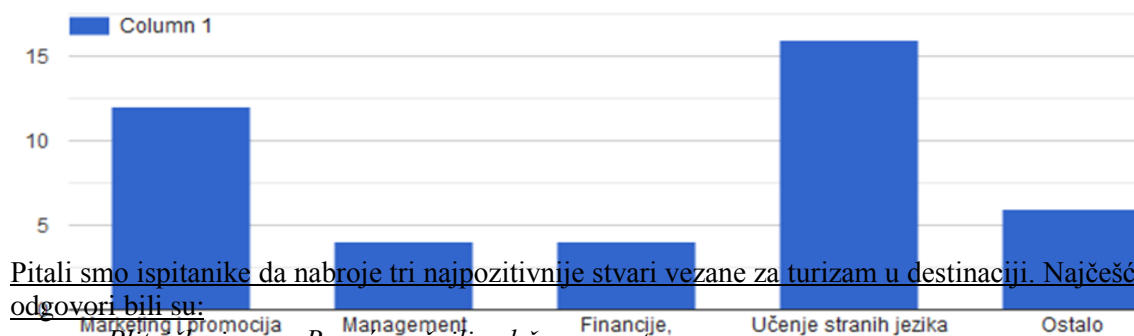 Column 1
15
10
5
0
Pitali smo ispitanike da nabroje tri najpozitivnije stvari vezane za turizam u destinaciji. Najčešć
odgovori bili su:
Marketing i promocija Management Financije, Učenje stranih jezika Ostalo